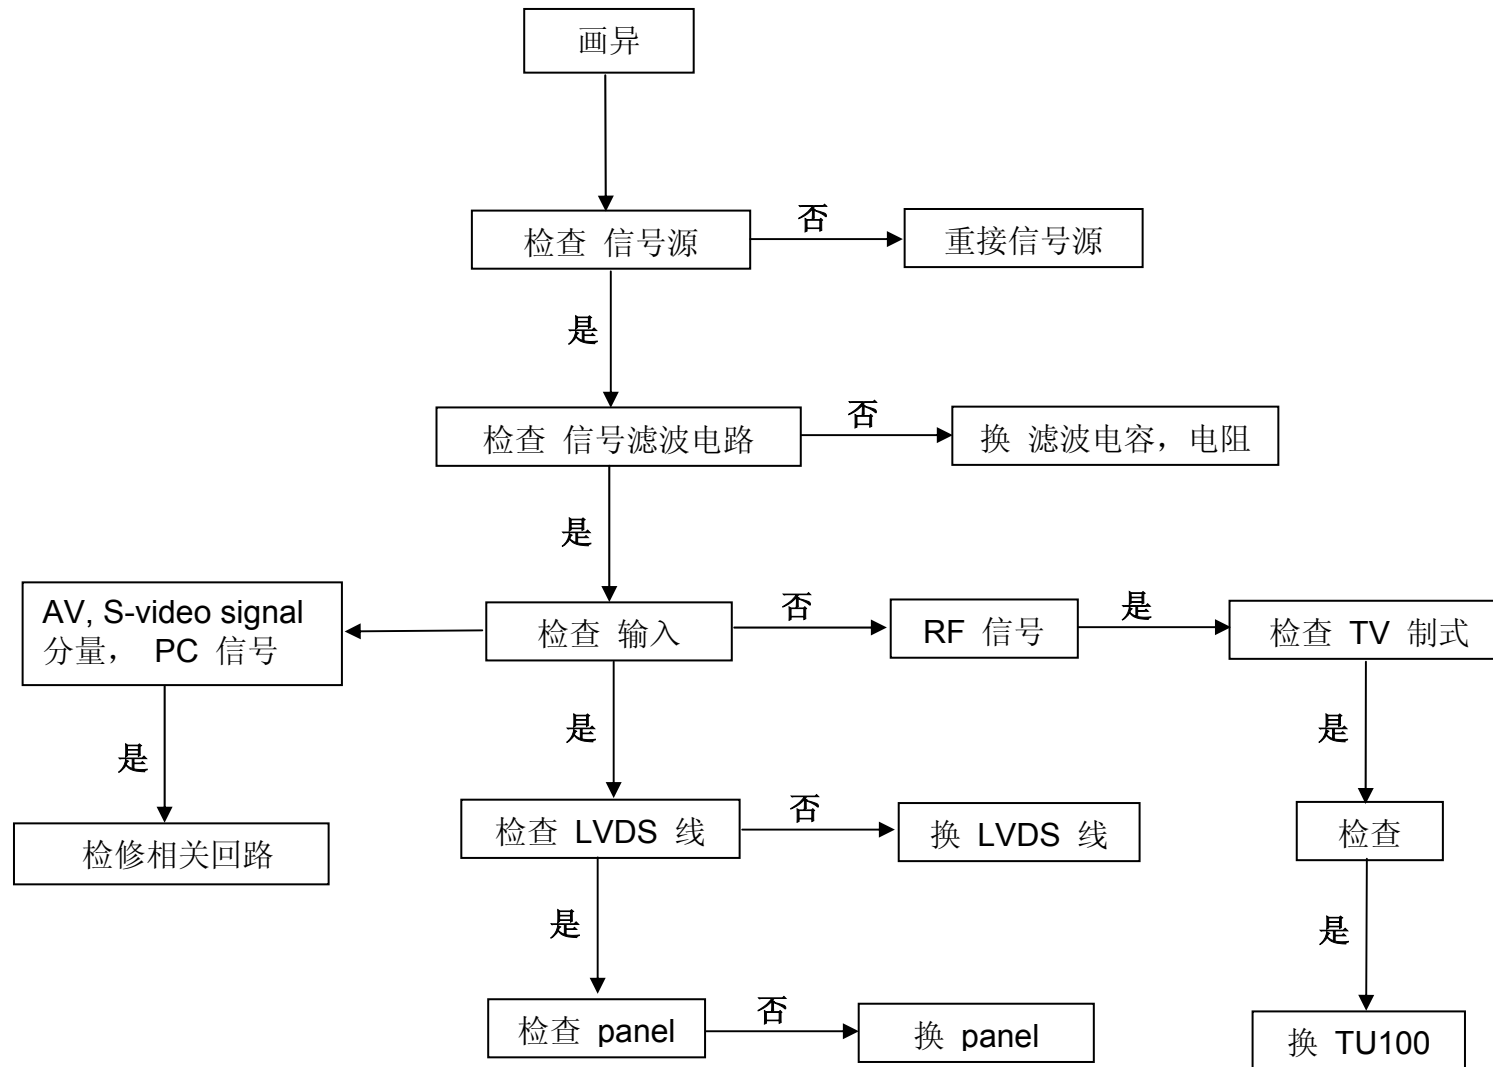 画异
否
检查 信号源
重接信号源
是
否
检查 信号滤波电路
换 滤波电容，电阻
是
AV, S-video signal
分量， PC 信号
检查 输入
否
RF 信号
是
检查 TV 制式
是
是
是
检查 LVDS 线
否
换 LVDS 线
检查
检修相关回路
是
是
检查 panel
否
换 panel
换 TU100